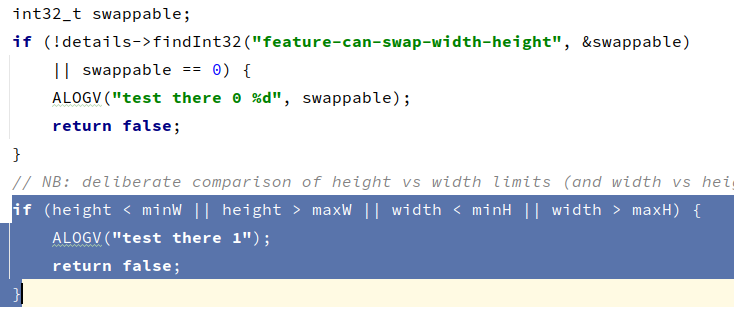 int32_t swappable;
if (!details->findInt32("feature-can-swap-width-height", &swappable)
|| swappable == 0) {
ALOGV("test there 0 %d", swappable);
return false;
}
// NB: deliberate comparison of height vs width limits (and width vs
if (height < minW || height > maxW || width < minH || width > maxH) {
ALOGV("test there 1");
return false;
}